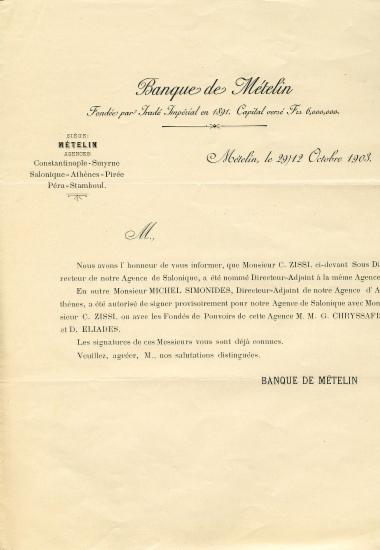 Banque de Mételin
Fondée par Iradé Impérial en 1891. Capital versé Frs 6,000,000.
SIÈGE:
MÉTELIN
AGENCES
Constantinople-Smyrne
Salonique-Athènes-Pirée
Péra-Stamboul.
Mételin, le 29/12 Octobre 1903.
M.,
Nous avons l'honneur de vous informer, que Monsieur C. ZISSI, ci-devant Sous Di
recteur de notre Agence de Salonique, a été nommé Directeur-Adjoint à la même Agence
En outre Monsieur MICHEL SIMONIDES, Directeur-Adjoint de notre Agence d'A
thènes, a été autorisé de signer provisoirement pour notre Agence de Salonique avec Mon
sieur C. ZISSI, ou avec les Fondés de Pouvoirs de cette Agence M. M. G. CHRYSSAFI
et D. ELIADES.
Les signatures de ces Messieurs vous sont déjà connues.
Veuillez, agréer, M., nos salutations distinguées.
BANQUE DE MÉTELIN